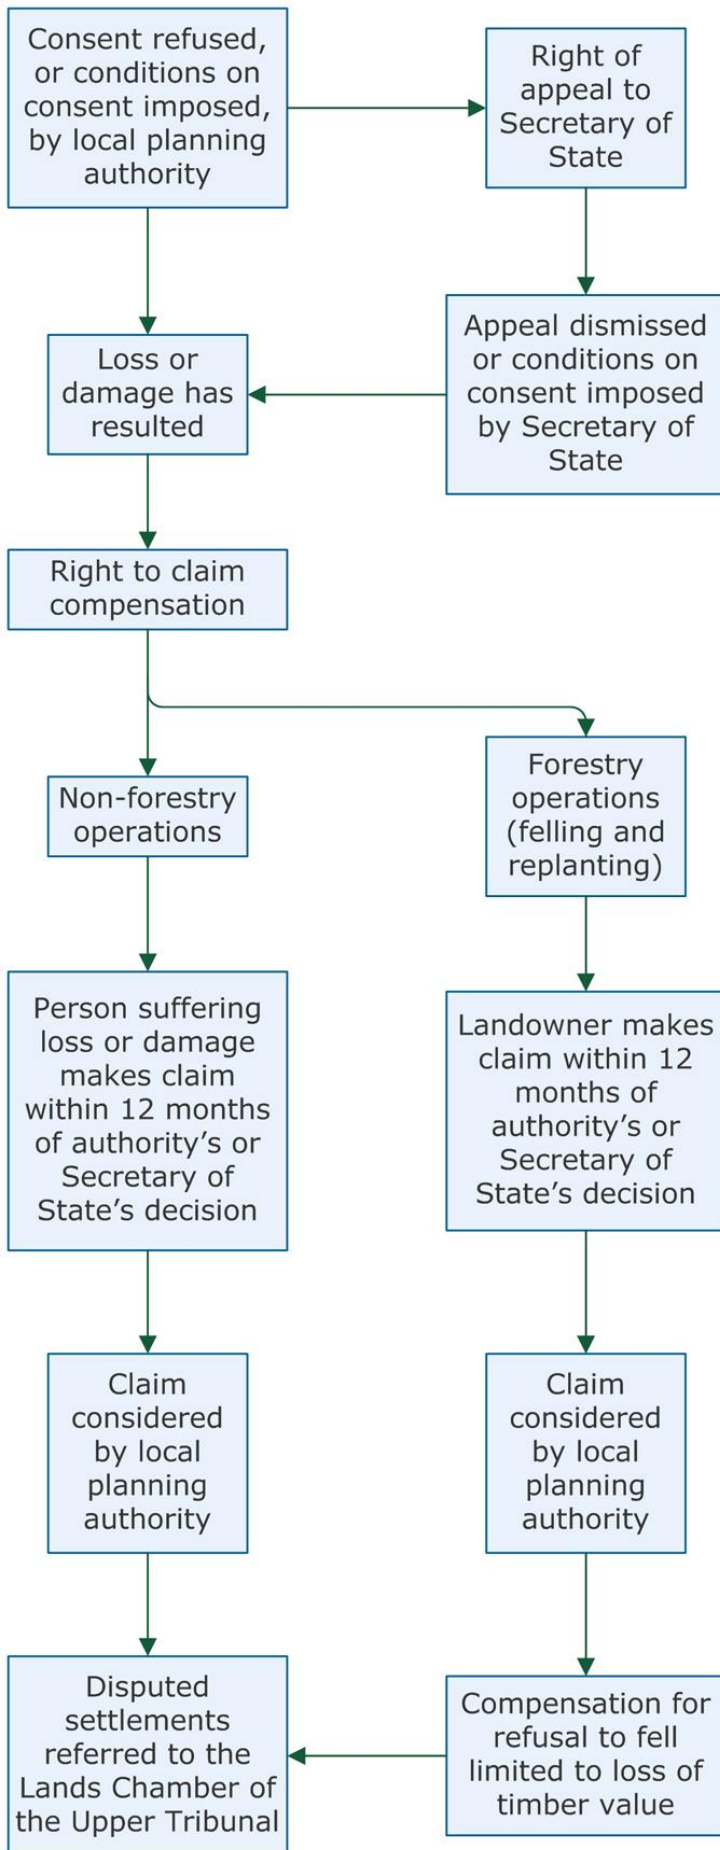 Consent refused,
or conditions on
consent imposed,
by local planning
authority
Right of
appeal to
Secretary of
State
Loss or
damage has
resulted
Appeal dismissed
or conditions on
consent imposed
by Secretary of
State
Right to claim
compensation
Non-forestry
operations
Forestry
operations
(felling and
replanting)
Person suffering
loss or damage
makes claim
within 12 months
of authority’s or
Secretary of
State’s decision
Landowner makes
claim within 12
months of
authority’s or
Secretary of
State’s decision
Claim
considered
by local
planning
authority
Claim
considered
by local
planning
authority
Disputed
settlements
referred to the
Lands Chamber of
the Upper Tribunal
Compensation for
refusal to fell
limited to loss of
timber value